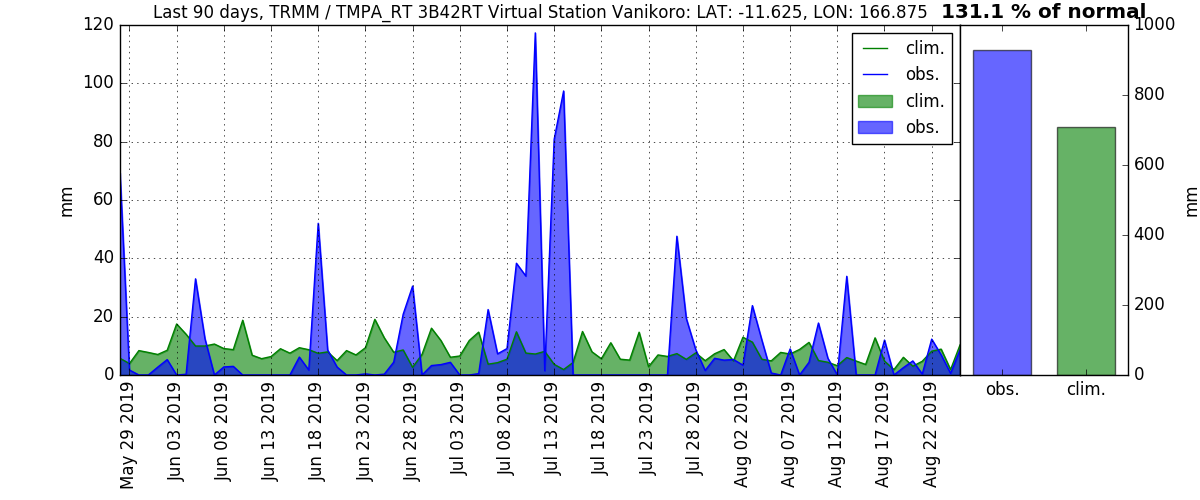 Last 90 days, TRMM / TMPA_RT 3B42RT Virtual Station Vanikoro: LAT: -11.625, LON: 166.875 131.1 % of normal
120
100
80
60
40
20
0
mm
clim.
obs.
clim.
obs.
1000
800
600
400
200
0
mm
May 29 2019
Jun 03 2019
Jun 08 2019
Jun 13 2019
Jun 18 2019
Jun 23 2019
Jun 28 2019
Jul 03 2019
Jul 08 2019
Jul 13 2019
Jul 18 2019
Jul 23 2019
Jul 28 2019
Aug 02 2019
Aug 07 2019
Aug 12 2019
Aug 17 2019
Aug 22 2019
obs.
clim.